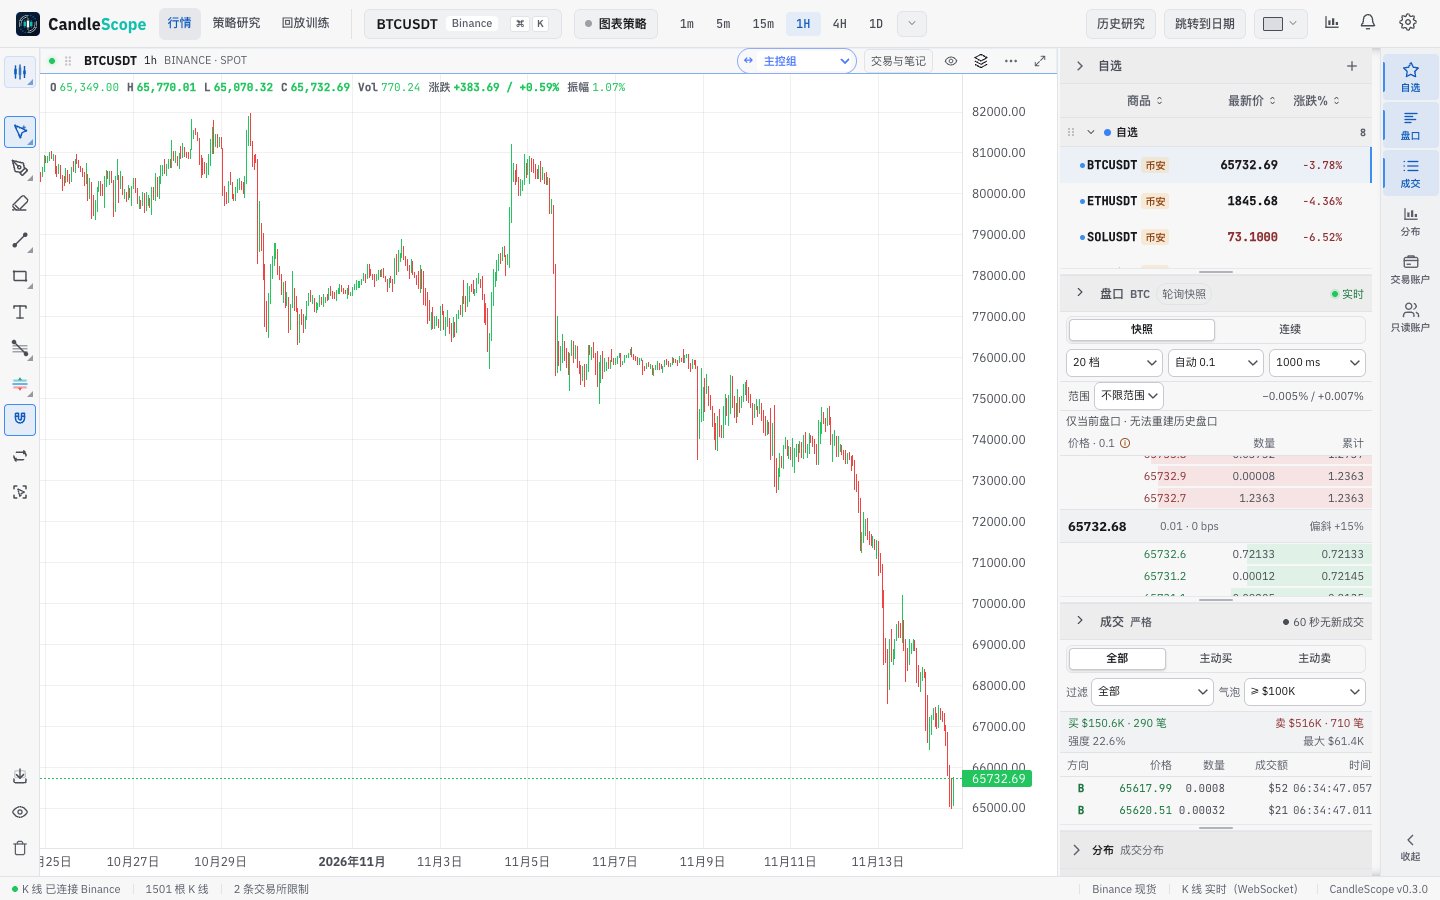 CandleScope 行情 策略研究 回放训练 BTCUSDT Binance ⌘ K 图表策略 1m 5m 15m 1H 4H 1D 历史研究 跳转到日期
BTCUSDT 1h BINANCE · SPOT 主控组 交易与笔记
O 65,349.00 H 65,770.01 L 65,070.32 C 65,732.69 Vol 770.24 涨跌 +383.69 / +0.59% 振幅 1.07%
82000.00
81000.00
80000.00
79000.00
78000.00
77000.00
76000.00
75000.00
74000.00
73000.00
72000.00
71000.00
70000.00
69000.00
68000.00
67000.00
66000.00
65732.69
65000.00
月25日 10月27日 10月29日 2026年11月 11月3日 11月5日 11月7日 11月9日 11月11日 11月13日
自选
商品 最新价 涨跌%
自选 8
BTCUSDT 币安 65732.69 -3.78%
ETHUSDT 币安 1845.68 -4.36%
SOLUSDT 币安 73.1000 -6.52%
盘口 BTC 轮询快照 实时
快照 连续
20 档 自动 0.1 1000 ms
范围 不限范围 −0.005% / +0.007%
仅当前盘口 · 无法重建历史盘口
价格 · 0.1 数量 累计
65732.9 0.00008 1.2363
65732.7 1.2363 1.2363
65732.68 0.01 · 0 bps 偏斜 +15%
65732.6 0.72133 0.72133
65731.2 0.00012 0.72145
成交 严格 60 秒无新成交
全部 主动买 主动卖
过滤 全部 气泡 ≥ $100K
买 $150.6K · 290 笔 卖 $516K · 710 笔
强度 22.6% 最大 $61.4K
方向 价格 数量 成交额 时间
B 65617.99 0.0008 $52 06:34:47.057
B 65620.51 0.00032 $21 06:34:47.011
分布 成交分布
自选
盘口
成交
分布
交易账户
只读账户
收起
K 线 已连接 Binance 1501 根 K 线 2 条交易所限制 Binance 现货 K 线 实时（WebSocket） CandleScope v0.3.0